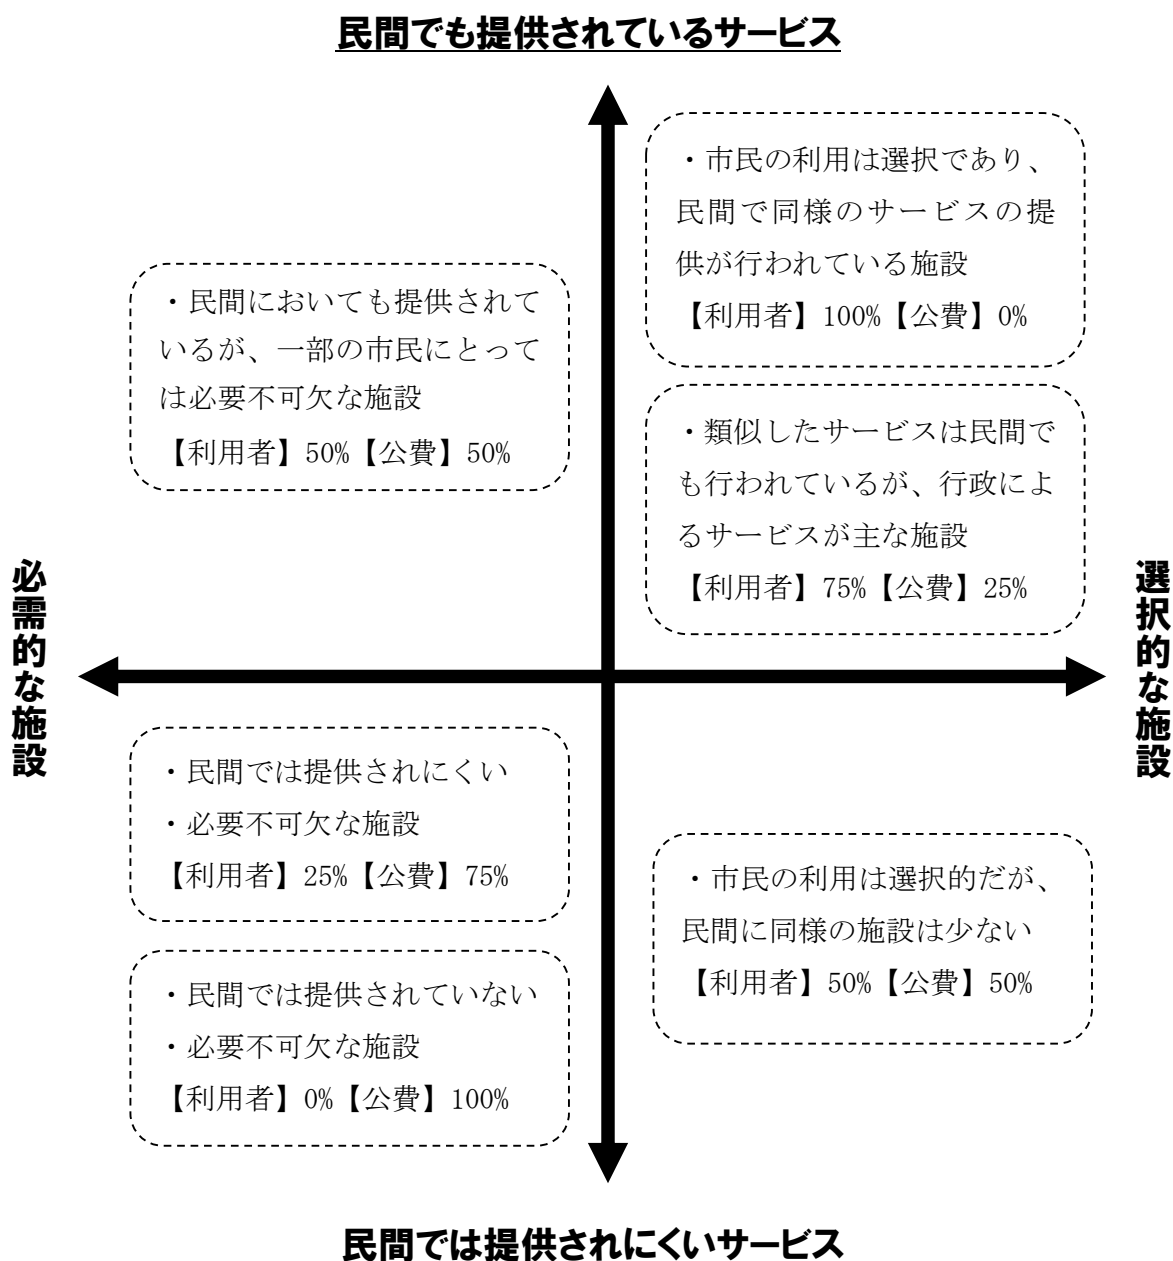 民間でも提供されているサービス
・市民の利用は選択であり、
民間で同様のサービスの提
供が行われている施設
【利用者】100%【公費】0%
・民間においても提供されて
いるが、一部の市民にとって
は必要不可欠な施設
【利用者】50%【公費】50%
・類似したサービスは民間で
も行われているが、行政によ
るサービスが主な施設
【利用者】75%【公費】25%
必需的な施設
選択的な施設
・民間では提供されにくい
・必要不可欠な施設
【利用者】25%【公費】75%
・市民の利用は選択的だが、
民間に同様の施設は少ない
【利用者】50%【公費】50%
・民間では提供されていない
・必要不可欠な施設
【利用者】0%【公費】100%
民間では提供されにくいサービス